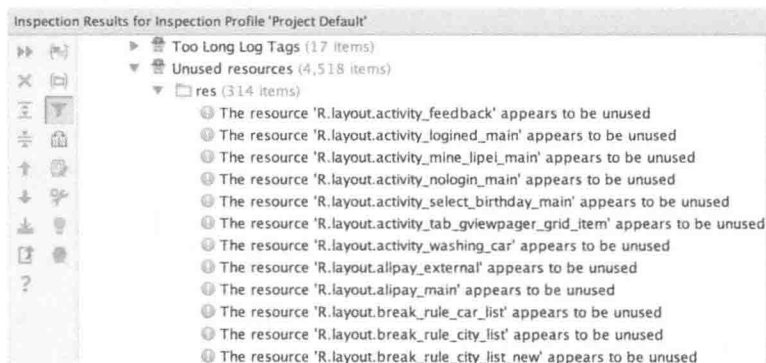 Inspection Results for Inspection Profile 'Project Default'
Too Long Log Tags (17 items)
Unused resources (4,518 items)
res (314 items)
The resource 'R.layout.activity_feedback' appears to be unused
The resource 'R.layout.activity_logined_main' appears to be unused
The resource 'R.layout.activity_mine_lipei_main' appears to be unused
The resource 'R.layout.activity_nologin_main' appears to be unused
The resource 'R.layout.activity_select_birthday_main' appears to be unused
The resource 'R.layout.activity_tab_gviewpager_grid_item' appears to be unused
The resource 'R.layout.activity_washing_car' appears to be unused
The resource 'R.layout.alipay_external' appears to be unused
The resource 'R.layout.alipay_main' appears to be unused
The resource 'R.layout.break_rule_car_list' appears to be unused
The resource 'R.layout.break_rule_city_list' appears to be unused
The resource 'R.layout.break_rule_city_list_new' appears to be unused
?